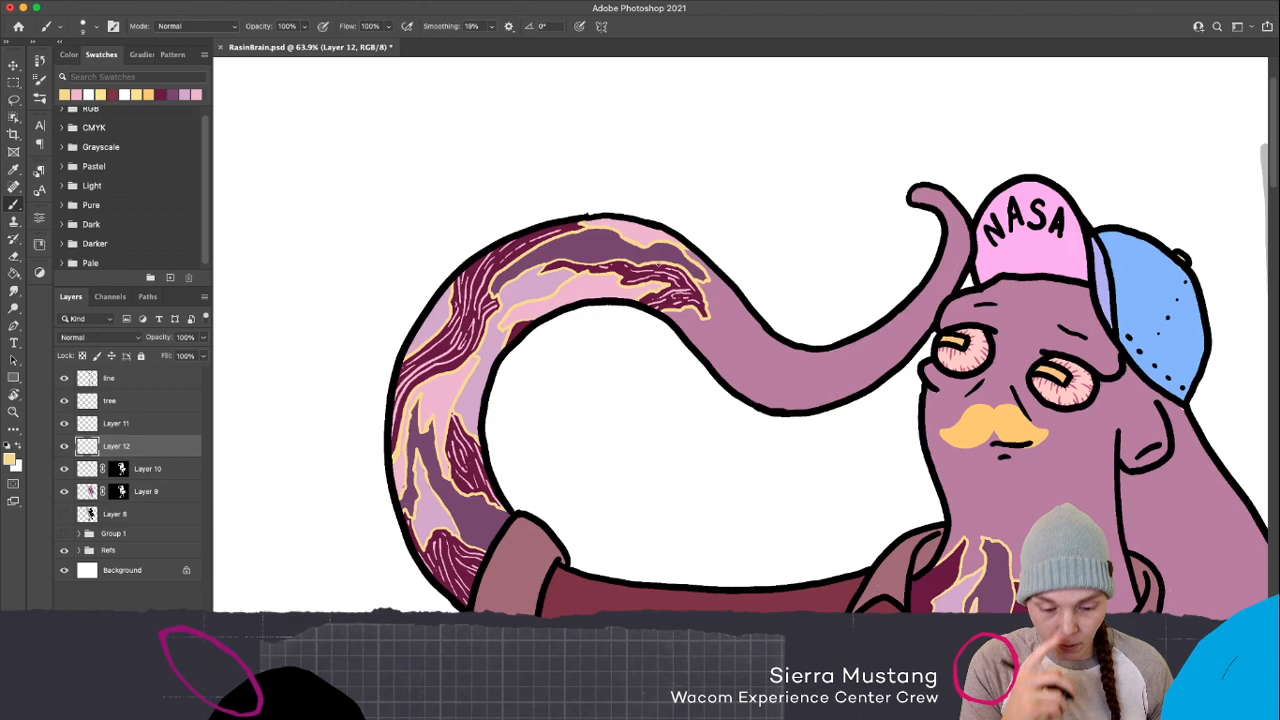 Adobe Photoshop 2021
9 Mode: Normal Opacity: 100% Flow: 100% Smoothing: 19% 0°
× RasinBrain.psd @ 63.9% (Layer 12, RGB/8) *
Color Swatches Gradier Pattern
Search Swatches
RGB
CMYK
Grayscale
Pastel
Light
Pure
Dark
Darker
Pale
Layers Channels Paths
Kind
Normal Opacity: 100%
Lock: Fill: 100%
line
tree
Layer 11
Layer 12
Layer 10
Layer 9
Layer 8
Group 1
Refs
Background
NASA
Sierra Mustang
Wacom Experience Center Crew